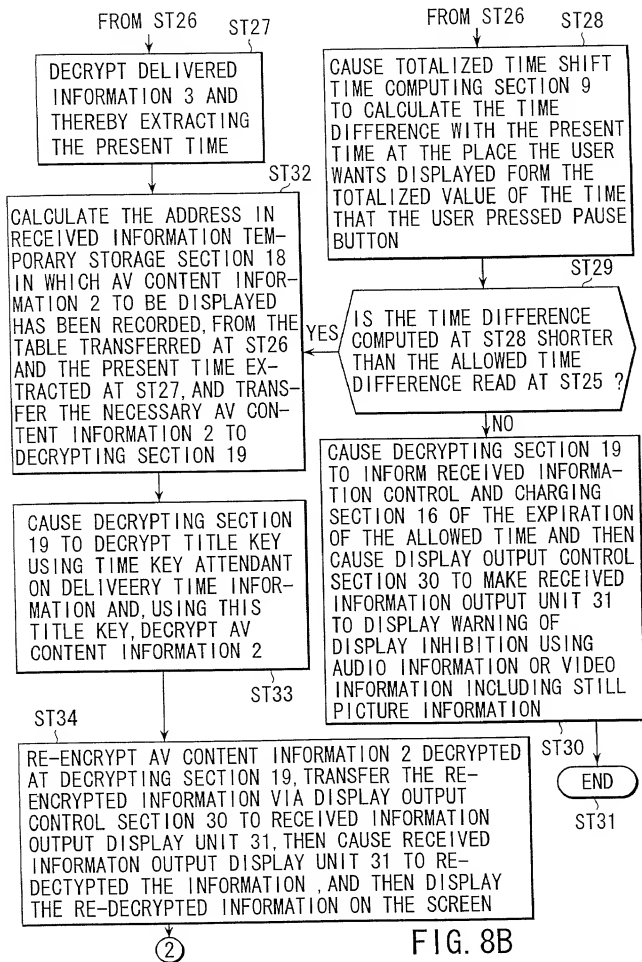 FROM ST26
ST27
DECRYPT DELIVERED
INFORMATION 3 AND
THEREBY EXTRACTING
THE PRESENT TIME
ST32
CALCULATE THE ADDRESS IN
RECEIVED INFORMATION TEM-
PORARY STORAGE SECTION 18
IN WHICH AV CONTENT INFOR-
MATION 2 TO BE DISPLAYED
HAS BEEN RECORDED, FROM THE
TABLE TRANSFERRED AT ST26
AND THE PRESENT TIME EX-
TRACTED AT ST27, AND TRANS-
FER THE NECESSARY AV CON-
TENT INFORMATION 2 TO
DECRYPTING SECTION 19
CAUSE DECRYPTING SECTION
19 TO DECRYPT TITLE KEY
USING TIME KEY ATTENDANT
ON DELIVEERY TIME INFOR-
MATION AND, USING THIS
TITLE KEY, DECRYPT AV
CONTENT INFORMATION 2
ST33
FROM ST26
ST28
CAUSE TOTALIZED TIME SHIFT
TIME COMPUTING SECTION 9
TO CALCULATE THE TIME
DIFFERENCE WITH THE PRESENT
TIME AT THE PLACE THE USER
WANTS DISPLAYED FORM THE
TOTALIZED VALUE OF THE TIME
THAT THE USER PRESSED PAUSE
BUTTON
ST29
IS THE TIME DIFFERENCE
COMPUTED AT ST28 SHORTER
THAN THE ALLOWED TIME
DIFFERENCE READ AT ST25 ?
YES
NO
CAUSE DECRYPTING SECTION 19
TO INFORM RECEIVED INFORMA-
TION CONTROL AND CHARGING
SECTION 16 OF THE EXPIRATION
OF THE ALLOWED TIME AND THEN
CAUSE DISPLAY OUTPUT CONTROL
SECTION 30 TO MAKE RECEIVED
INFORMATION OUTPUT UNIT 31
TO DISPLAY WARNING OF
DISPLAY INHIBITION USING
AUDIO INFORMATION OR VIDEO
INFORMATION INCLUDING STILL
PICTURE INFORMATION
ST30
END
ST31
ST34
RE-ENCRYPT AV CONTENT INFORMATION 2 DECRYPTED
AT DECRYPTING SECTION 19, TRANSFER THE RE-
ENCRYPTED INFORMATION VIA DISPLAY OUTPUT
CONTROL SECTION 30 TO RECEIVED INFORMATION
OUTPUT DISPLAY UNIT 31, THEN CAUSE RECEIVED
INFORMATON OUTPUT DISPLAY UNIT 31 TO RE-
DECTYPTED THE INFORMATION , AND THEN DISPLAY
THE RE-DECRYPTED INFORMATION ON THE SCREEN
2
FIG. 8B